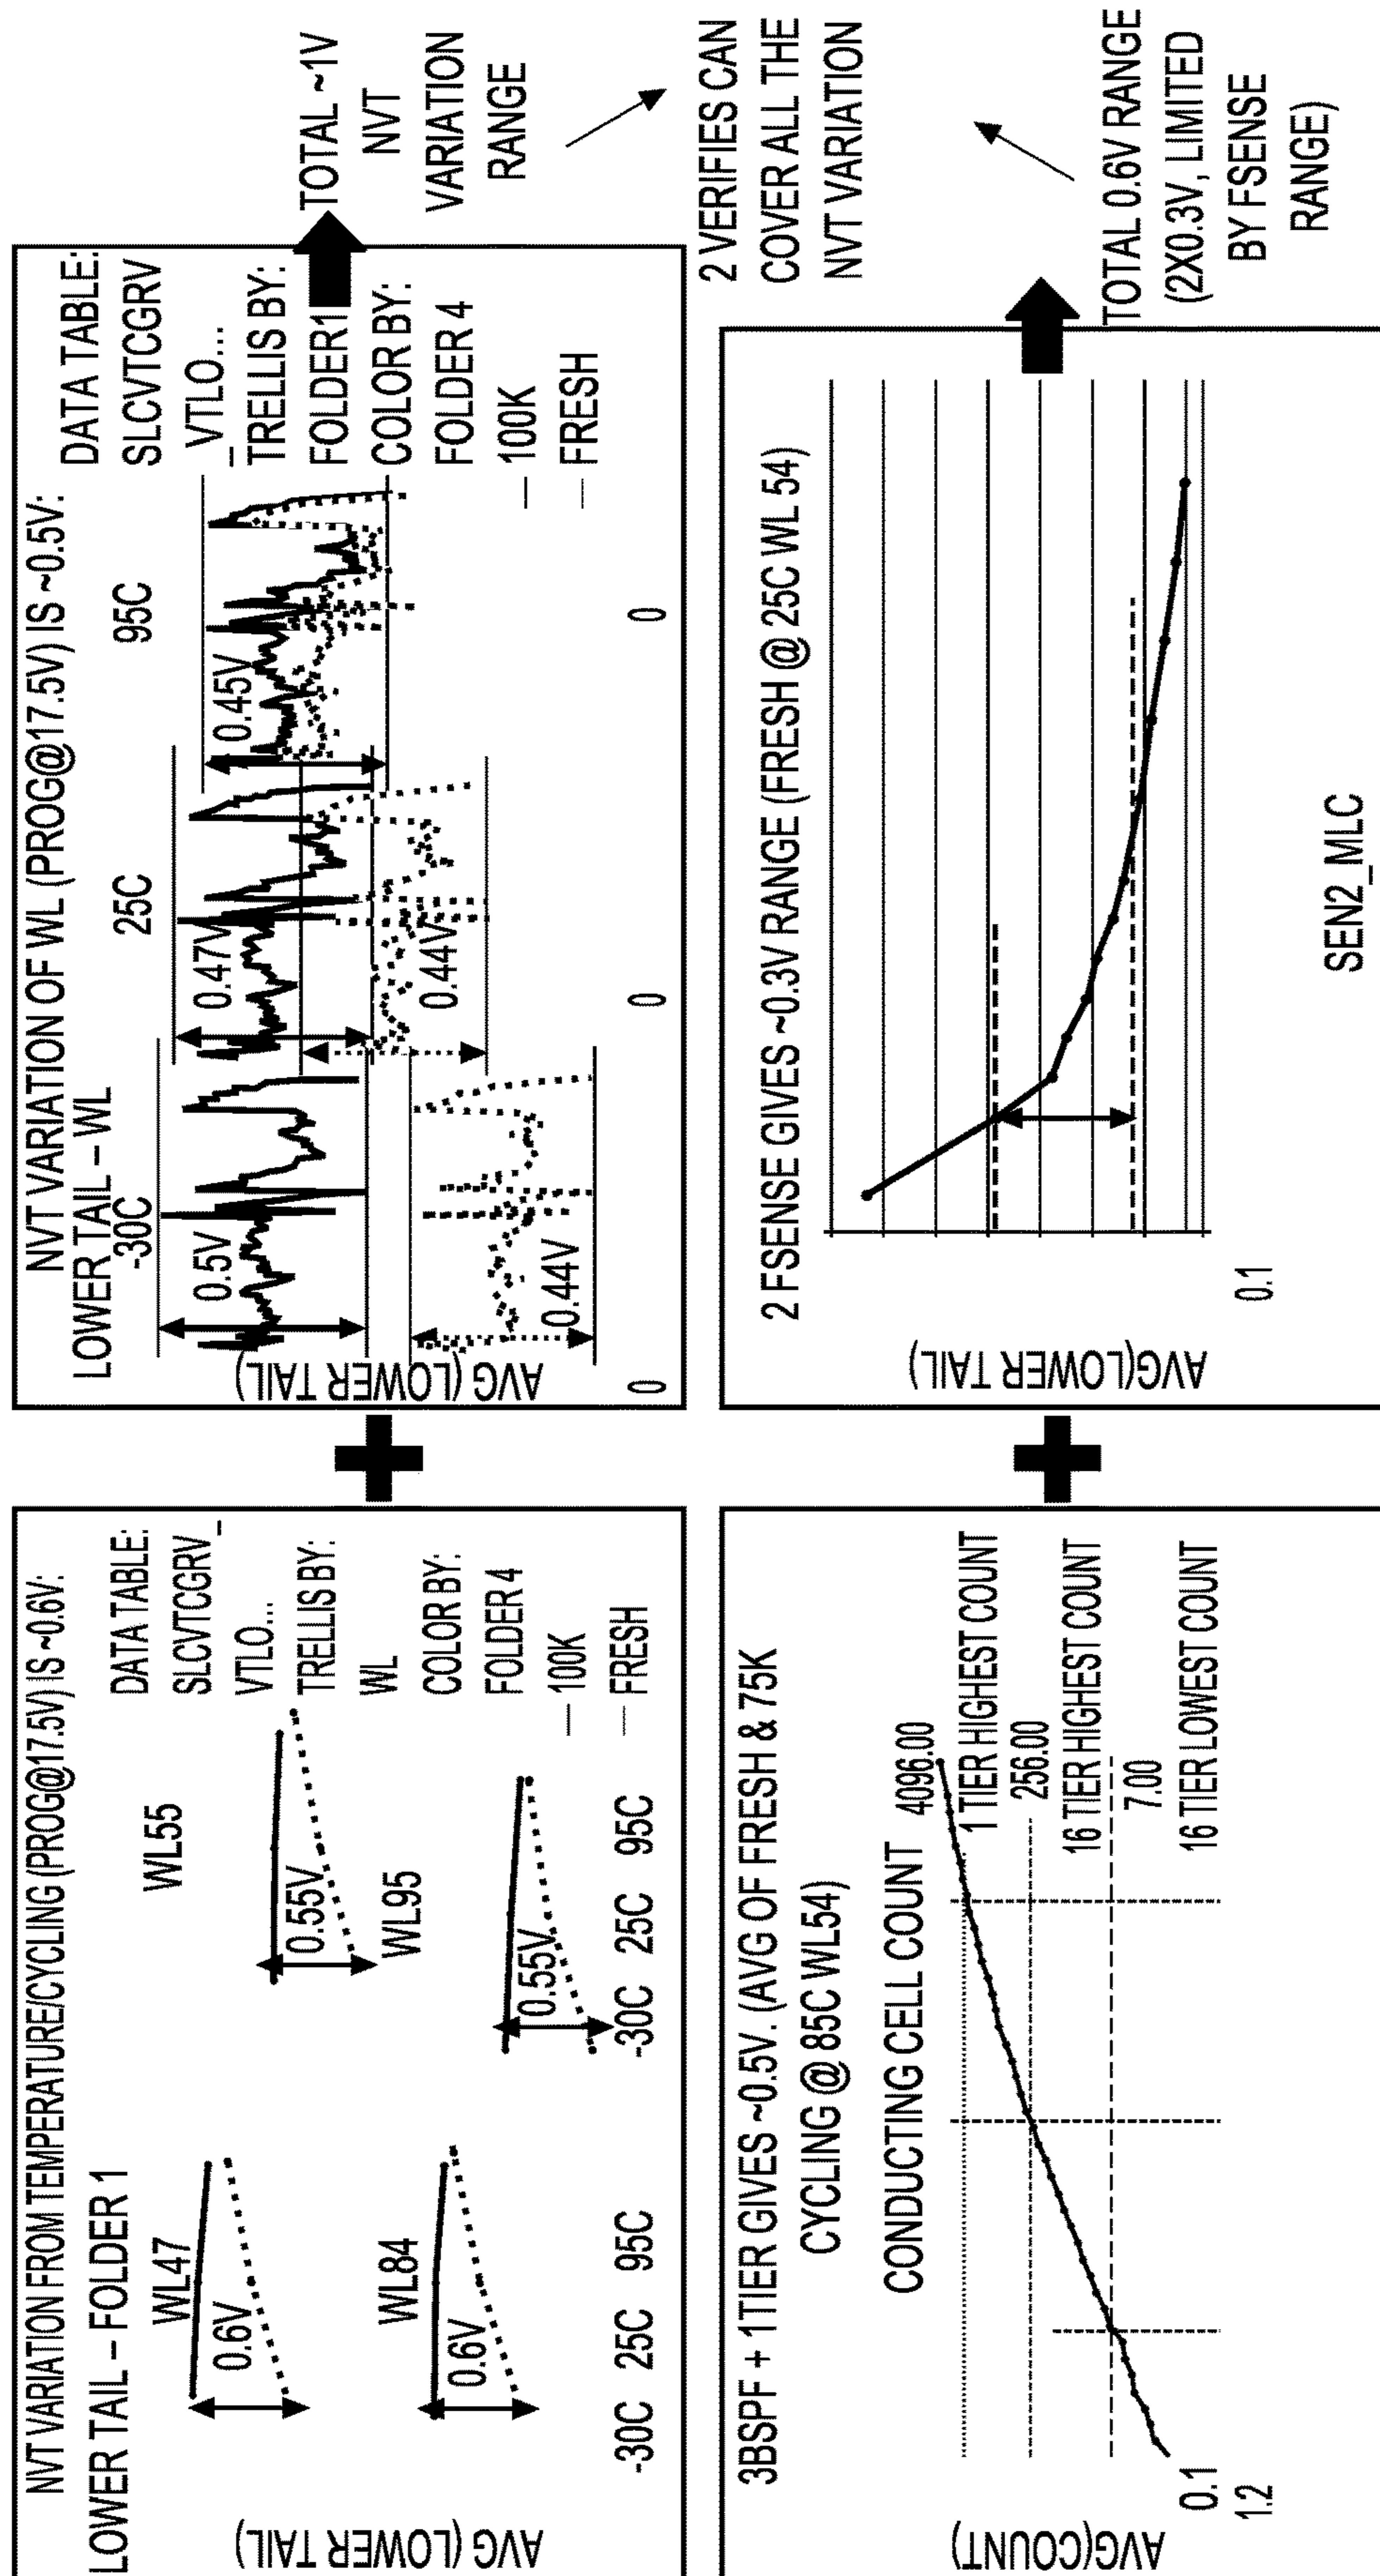 NVT VARIATION FROM TEMPERATURE/CYCLING (PROG@17.5V) IS ~0.6V:
LOWER TAIL – FOLDER 1
AVG (LOWER TAIL)
WL47
0.6V
WL55
0.55V
WL84
0.6V
WL95
0.55V
-30C 25C 95C
-30C 25C 95C
DATA TABLE:
SLCVTCGRV_
VTLO...
TRELLIS BY:
WL
COLOR BY:
FOLDER 4
— 100K
— FRESH
NVT VARIATION OF WL (PROG@17.5V) IS ~0.5V:
LOWER TAIL – WL
AVG (LOWER TAIL)
-30C
25C
95C
0.5V
0.44V
0.47V
0.44V
0.45V
0
0
0
DATA TABLE:
SLCVTCGRV
_VTLO...
TRELLIS BY:
FOLDER1
COLOR BY:
FOLDER 4
— 100K
— FRESH
TOTAL ~1V
NVT
VARIATION
RANGE
2 VERIFIES CAN
COVER ALL THE
NVT VARIATION
3BSPF + 1TIER GIVES ~0.5V. (AVG OF FRESH & 75K
CYCLING @ 85C WL54)
CONDUCTING CELL COUNT
AVG(COUNT)
4096.00
1 TIER HIGHEST COUNT
256.00
16 TIER HIGHEST COUNT
7.00
16 TIER LOWEST COUNT
0.1
1.2
2 FSENSE GIVES ~0.3V RANGE (FRESH @ 25C WL 54)
AVG(LOWER TAIL)
0.1
SEN2_MLC
TOTAL 0.6V RANGE
(2X0.3V, LIMITED
BY FSENSE
RANGE)